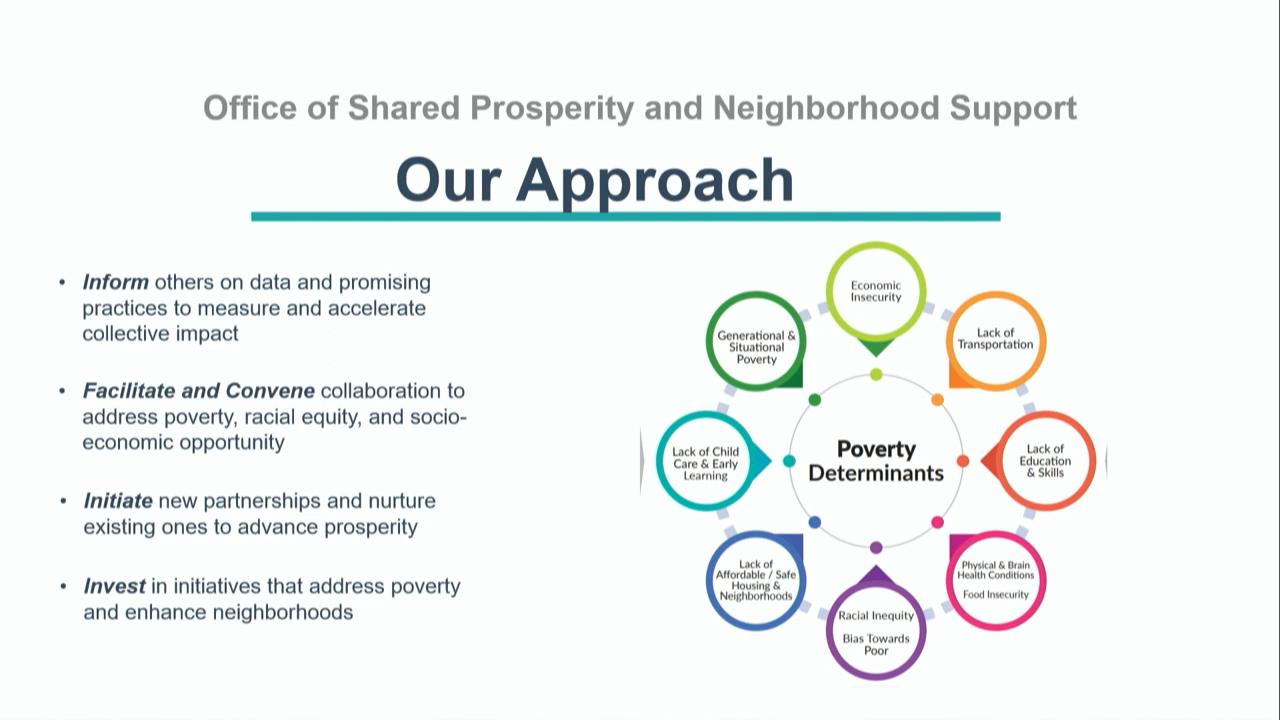 Office of Shared Prosperity and Neighborhood Support
Our Approach
• Inform others on data and promising
practices to measure and accelerate
collective impact
• Facilitate and Convene collaboration to
address poverty, racial equity, and socio-
economic opportunity
• Initiate new partnerships and nurture
existing ones to advance prosperity
• Invest in initiatives that address poverty
and enhance neighborhoods
Poverty
Determinants
Economic
Insecurity
Lack of
Transportation
Lack of
Education
& Skills
Physical & Brain
Health Conditions
Food Insecurity
Racial Inequity
Bias Towards
Poor
Lack of
Affordable / Safe
Housing &
Neighborhoods
Lack of Child
Care & Early
Learning
Generational &
Situational
Poverty